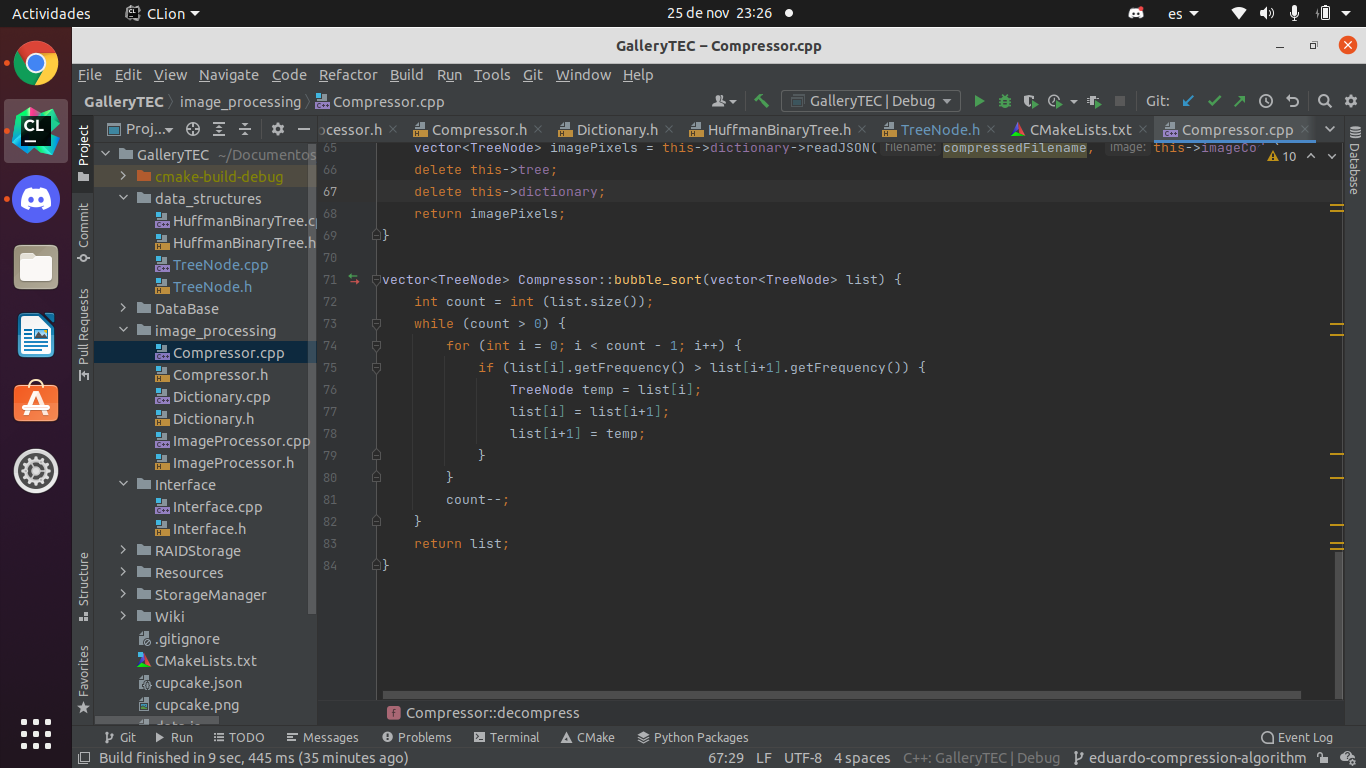 Actividades CLion 25 de nov 23:26 es
GalleryTEC – Compressor.cpp
File Edit View Navigate Code Refactor Build Run Tools Git Window Help
GalleryTEC image_processing Compressor.cpp GalleryTEC | Debug Git:
Project Proj... ocessor.h Compressor.h Dictionary.h HuffmanBinaryTree.h TreeNode.h CMakeLists.txt Compressor.cpp
Commit
Pull Requests
Structure
Favorites
Database
GalleryTEC ~/Documentos
cmake-build-debug
data_structures
HuffmanBinaryTree.cp
HuffmanBinaryTree.h
TreeNode.cpp
TreeNode.h
DataBase
image_processing
Compressor.cpp
Compressor.h
Dictionary.cpp
Dictionary.h
ImageProcessor.cpp
ImageProcessor.h
Interface
Interface.cpp
Interface.h
RAIDStorage
Resources
StorageManager
Wiki
.gitignore
CMakeLists.txt
cupcake.json
cupcake.png
10
65 vector<TreeNode> imagePixels = this->dictionary->readJSON( filename: compressedFilename, image: this->imageCo
66 delete this->tree;
67 delete this->dictionary;
68 return imagePixels;
69 }
70
71 vector<TreeNode> Compressor::bubble_sort(vector<TreeNode> list) {
72 int count = int (list.size());
73 while (count > 0) {
74 for (int i = 0; i < count - 1; i++) {
75 if (list[i].getFrequency() > list[i+1].getFrequency()) {
76 TreeNode temp = list[i];
77 list[i] = list[i+1];
78 list[i+1] = temp;
79 }
80 }
81 count--;
82 }
83 return list;
84 }
f Compressor::decompress
Git Run TODO Messages Problems Terminal CMake Python Packages Event Log
Build finished in 9 sec, 445 ms (35 minutes ago) 67:29 LF UTF-8 4 spaces C++: GalleryTEC | Debug eduardo-compression-algorithm